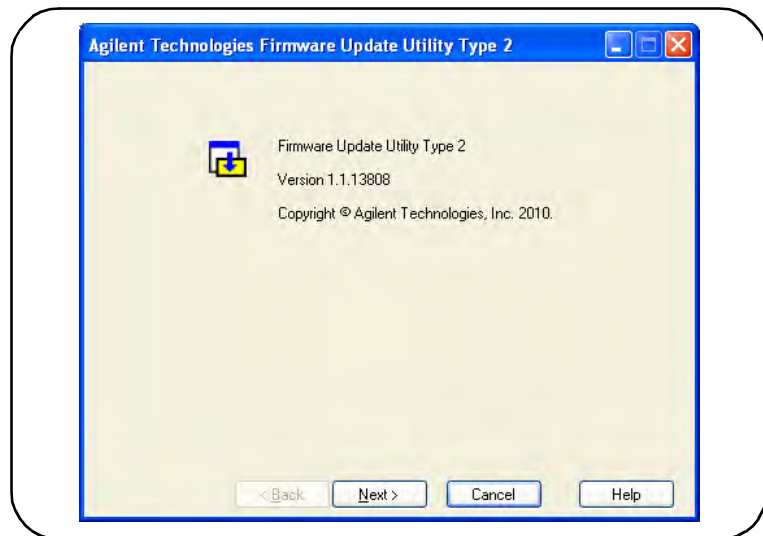 Agilent Technologies Firmware Update Utility Type 2
Firmware Update Utility Type 2
Version 1.1.13808
Copyright © Agilent Technologies, Inc. 2010.
< Back Next > Cancel Help